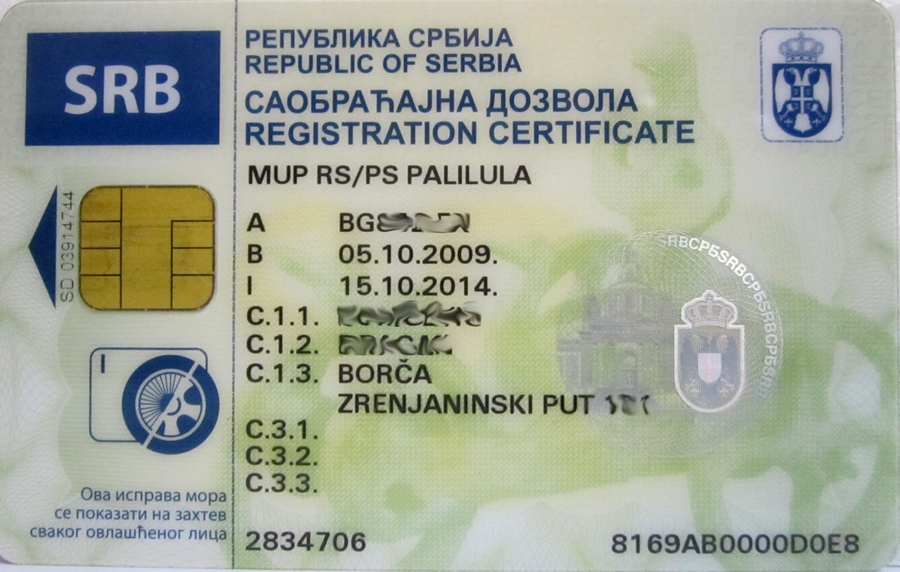 SRB
РЕПУБЛИКА СРБИЈА
REPUBLIC OF SERBIA
САОБРАЋАЈНА ДОЗВОЛА
REGISTRATION CERTIFICATE
MUP RS/PS PALILULA
A
B 05.10.2009.
I 15.10.2014.
C.1.1.
C.1.2.
C.1.3. BORČA
ZRENJANINSKI PUT
C.3.1.
C.3.2.
C.3.3.
SD 03914744
I
Ова исправа мора
се показати на захтев
сваког овлашћеног лица
2834706
8169AB0000D0E8
SRBСРБSRBСРБSRBСРБSRB